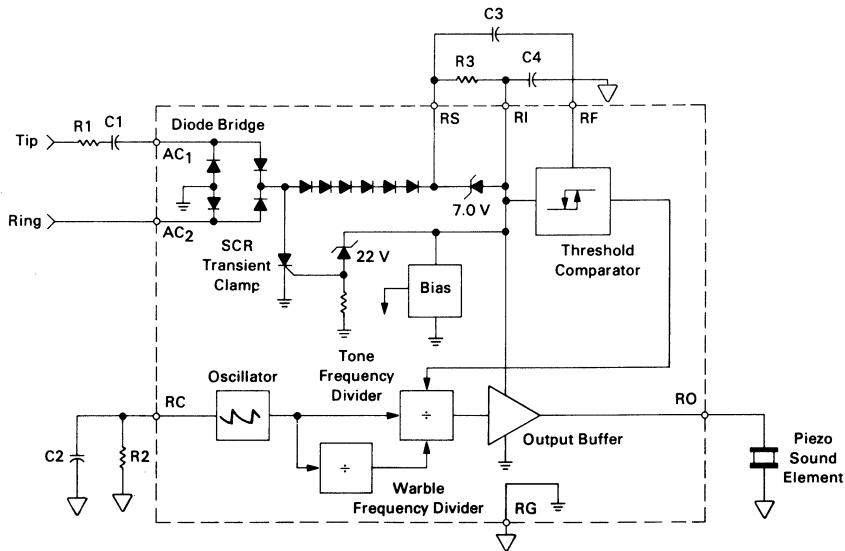 C3
R3
C4
RS
RI
RF
R1
C1
Diode Bridge
Tip
AC1
Ring
AC2
7.0 V
SCR
Transient
Clamp
22 V
Bias
Threshold
Comparator
Tone
Frequency
Divider
Oscillator
RC
÷
RO
Output Buffer
C2
R2
÷
Warble
Frequency Divider
RG
Piezo
Sound
Element